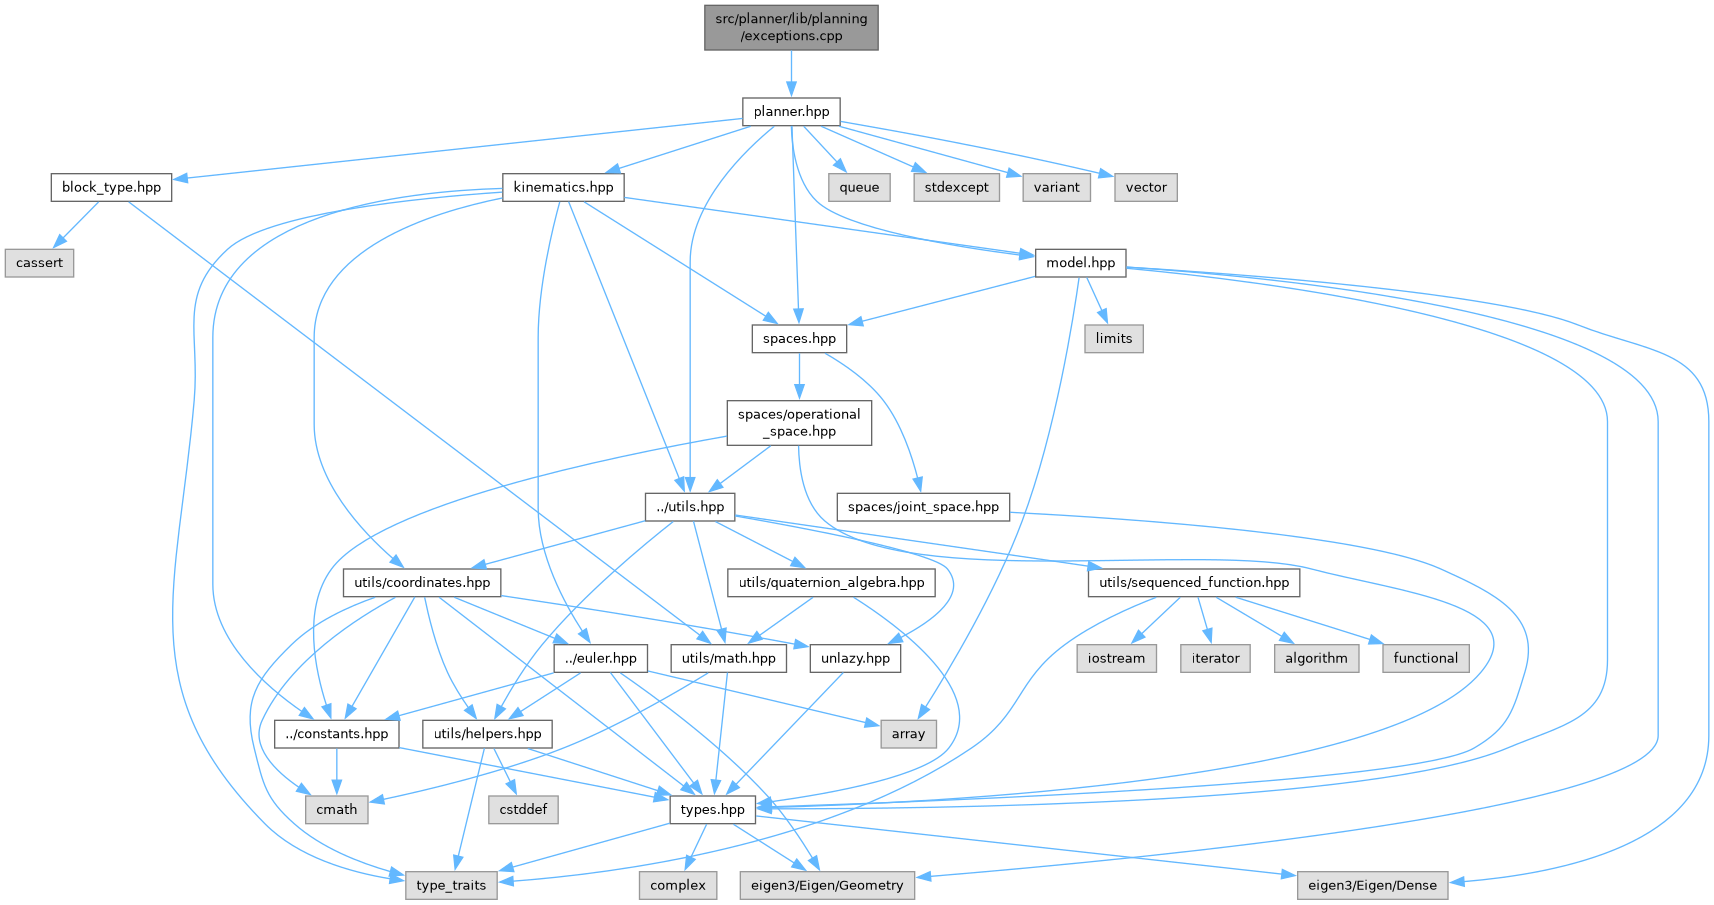 src/planner/lib/planning
/exceptions.cpp
planner.hpp
block_type.hpp
kinematics.hpp
queue
stdexcept
variant
vector
cassert
model.hpp
spaces.hpp
limits
spaces/operational
_space.hpp
../utils.hpp
spaces/joint_space.hpp
utils/coordinates.hpp
utils/quaternion_algebra.hpp
utils/sequenced_function.hpp
../euler.hpp
utils/math.hpp
unlazy.hpp
iostream
iterator
algorithm
functional
../constants.hpp
utils/helpers.hpp
array
cmath
cstddef
types.hpp
type_traits
complex
eigen3/Eigen/Geometry
eigen3/Eigen/Dense